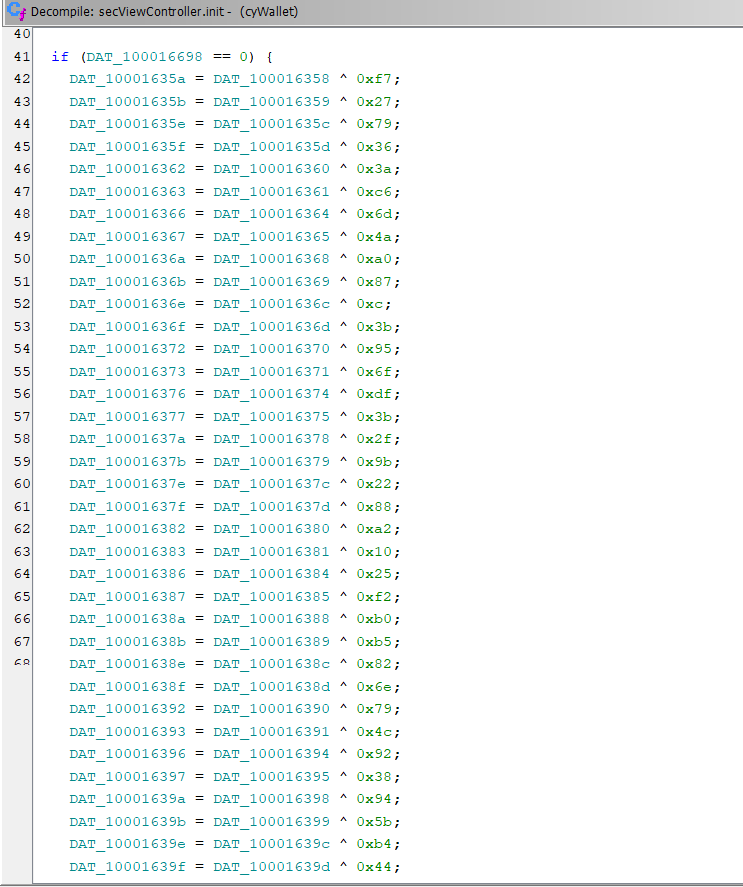 Decompile: secViewController.init - (cyWallet)
40
41 if (DAT_100016698 == 0) {
42 DAT_10001635a = DAT_100016358 ^ 0xf7;
43 DAT_10001635b = DAT_100016359 ^ 0x27;
44 DAT_10001635e = DAT_10001635c ^ 0x79;
45 DAT_10001635f = DAT_10001635d ^ 0x36;
46 DAT_100016362 = DAT_100016360 ^ 0x3a;
47 DAT_100016363 = DAT_100016361 ^ 0xc6;
48 DAT_100016366 = DAT_100016364 ^ 0x6d;
49 DAT_100016367 = DAT_100016365 ^ 0x4a;
50 DAT_10001636a = DAT_100016368 ^ 0xa0;
51 DAT_10001636b = DAT_100016369 ^ 0x87;
52 DAT_10001636e = DAT_10001636c ^ 0xc;
53 DAT_10001636f = DAT_10001636d ^ 0x3b;
54 DAT_100016372 = DAT_100016370 ^ 0x95;
55 DAT_100016373 = DAT_100016371 ^ 0x6f;
56 DAT_100016376 = DAT_100016374 ^ 0xdf;
57 DAT_100016377 = DAT_100016375 ^ 0x3b;
58 DAT_10001637a = DAT_100016378 ^ 0x2f;
59 DAT_10001637b = DAT_100016379 ^ 0x9b;
60 DAT_10001637e = DAT_10001637c ^ 0x22;
61 DAT_10001637f = DAT_10001637d ^ 0x88;
62 DAT_100016382 = DAT_100016380 ^ 0xa2;
63 DAT_100016383 = DAT_100016381 ^ 0x10;
64 DAT_100016386 = DAT_100016384 ^ 0x25;
65 DAT_100016387 = DAT_100016385 ^ 0xf2;
66 DAT_10001638a = DAT_100016388 ^ 0xb0;
67 DAT_10001638b = DAT_100016389 ^ 0xb5;
68 DAT_10001638e = DAT_10001638c ^ 0x82;
DAT_10001638f = DAT_10001638d ^ 0x6e;
DAT_100016392 = DAT_100016390 ^ 0x79;
DAT_100016393 = DAT_100016391 ^ 0x4c;
DAT_100016396 = DAT_100016394 ^ 0x92;
DAT_100016397 = DAT_100016395 ^ 0x38;
DAT_10001639a = DAT_100016398 ^ 0x94;
DAT_10001639b = DAT_100016399 ^ 0x5b;
DAT_10001639e = DAT_10001639c ^ 0xb4;
DAT_10001639f = DAT_10001639d ^ 0x44;